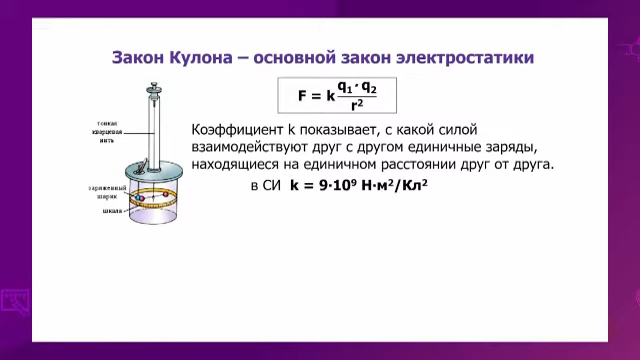 Закон Кулона – основной закон электростатики
F = k q₁·q₂ / r²
тонкая
кварцевая
нить
заряженный
шарик
шкала
Коэффициент k показывает, с какой силой
взаимодействуют друг с другом единичные заряды,
находящиеся на единичном расстоянии друг от друга.
в СИ k = 9·10⁹ Н·м²/Кл²